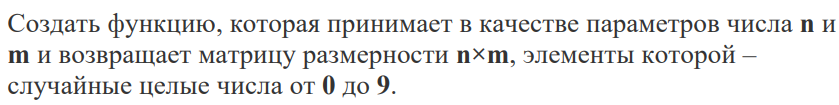 Создать функцию, которая принимает в качестве параметров числа n и
m и возвращает матрицу размерности n×m, элементы которой –
случайные целые числа от 0 до 9.